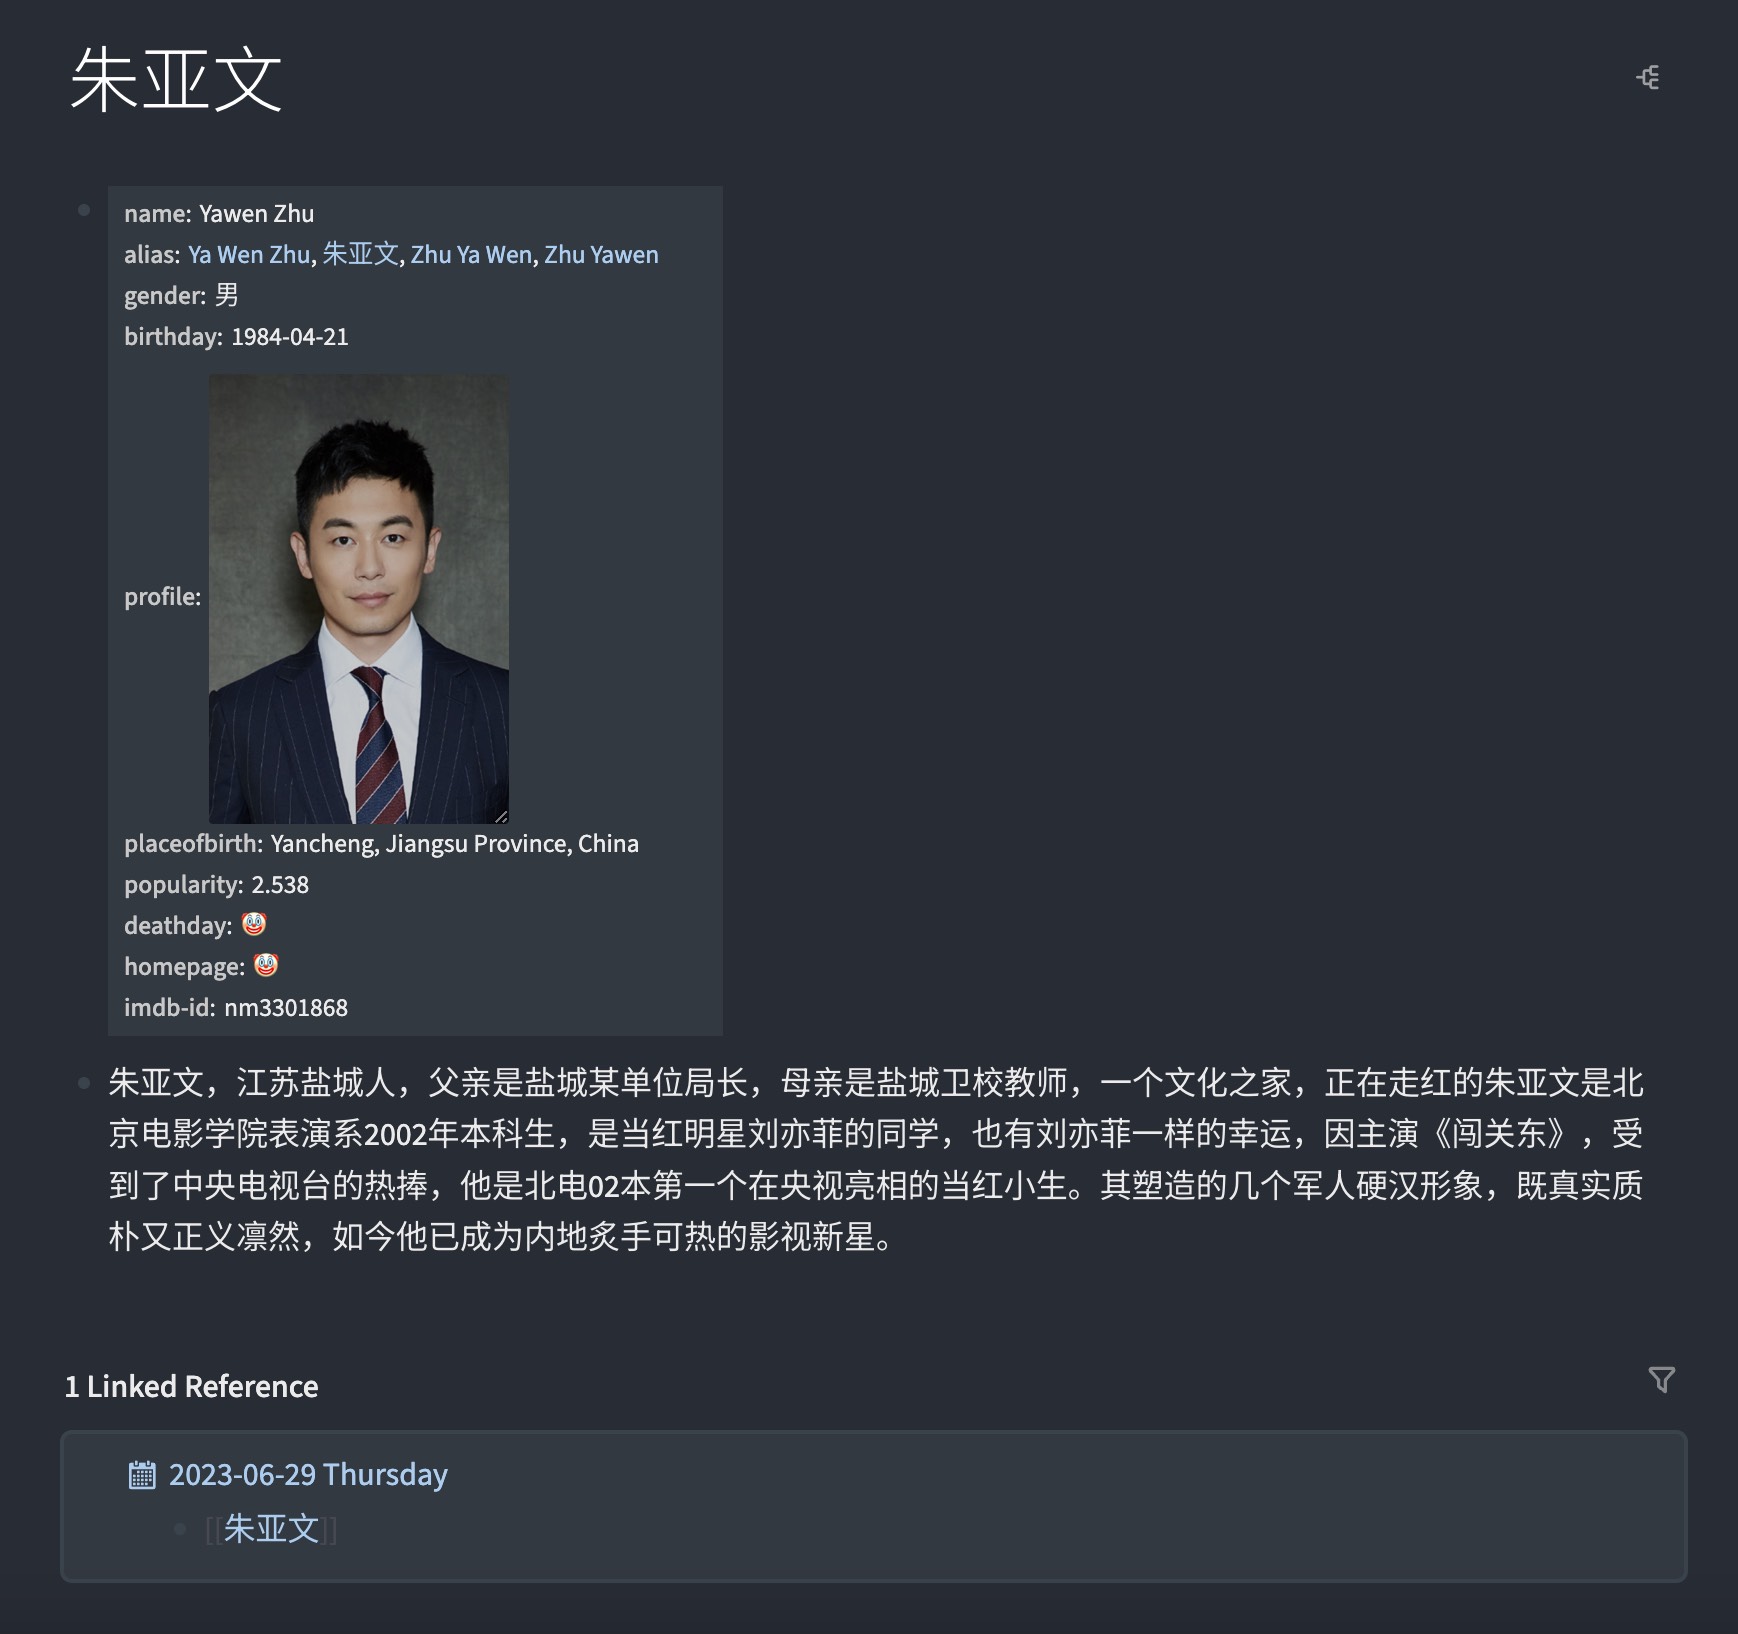 朱亚文
name: Yawen Zhu
alias: Ya Wen Zhu, 朱亚文, Zhu Ya Wen, Zhu Yawen
gender: 男
birthday: 1984-04-21
profile:
placeofbirth: Yancheng, Jiangsu Province, China
popularity: 2.538
deathday: 🤡
homepage: 🤡
imdb-id: nm3301868
朱亚文，江苏盐城人，父亲是盐城某单位局长，母亲是盐城卫校教师，一个文化之家，正在走红的朱亚文是北
京电影学院表演系2002年本科生，是当红明星刘亦菲的同学，也有刘亦菲一样的幸运，因主演《闯关东》，受
到了中央电视台的热捧，他是北电02本第一个在央视亮相的当红小生。其塑造的几个军人硬汉形象，既真实质
朴又正义凛然，如今他已成为内地炙手可热的影视新星。
1 Linked Reference
2023-06-29 Thursday
[[朱亚文]]